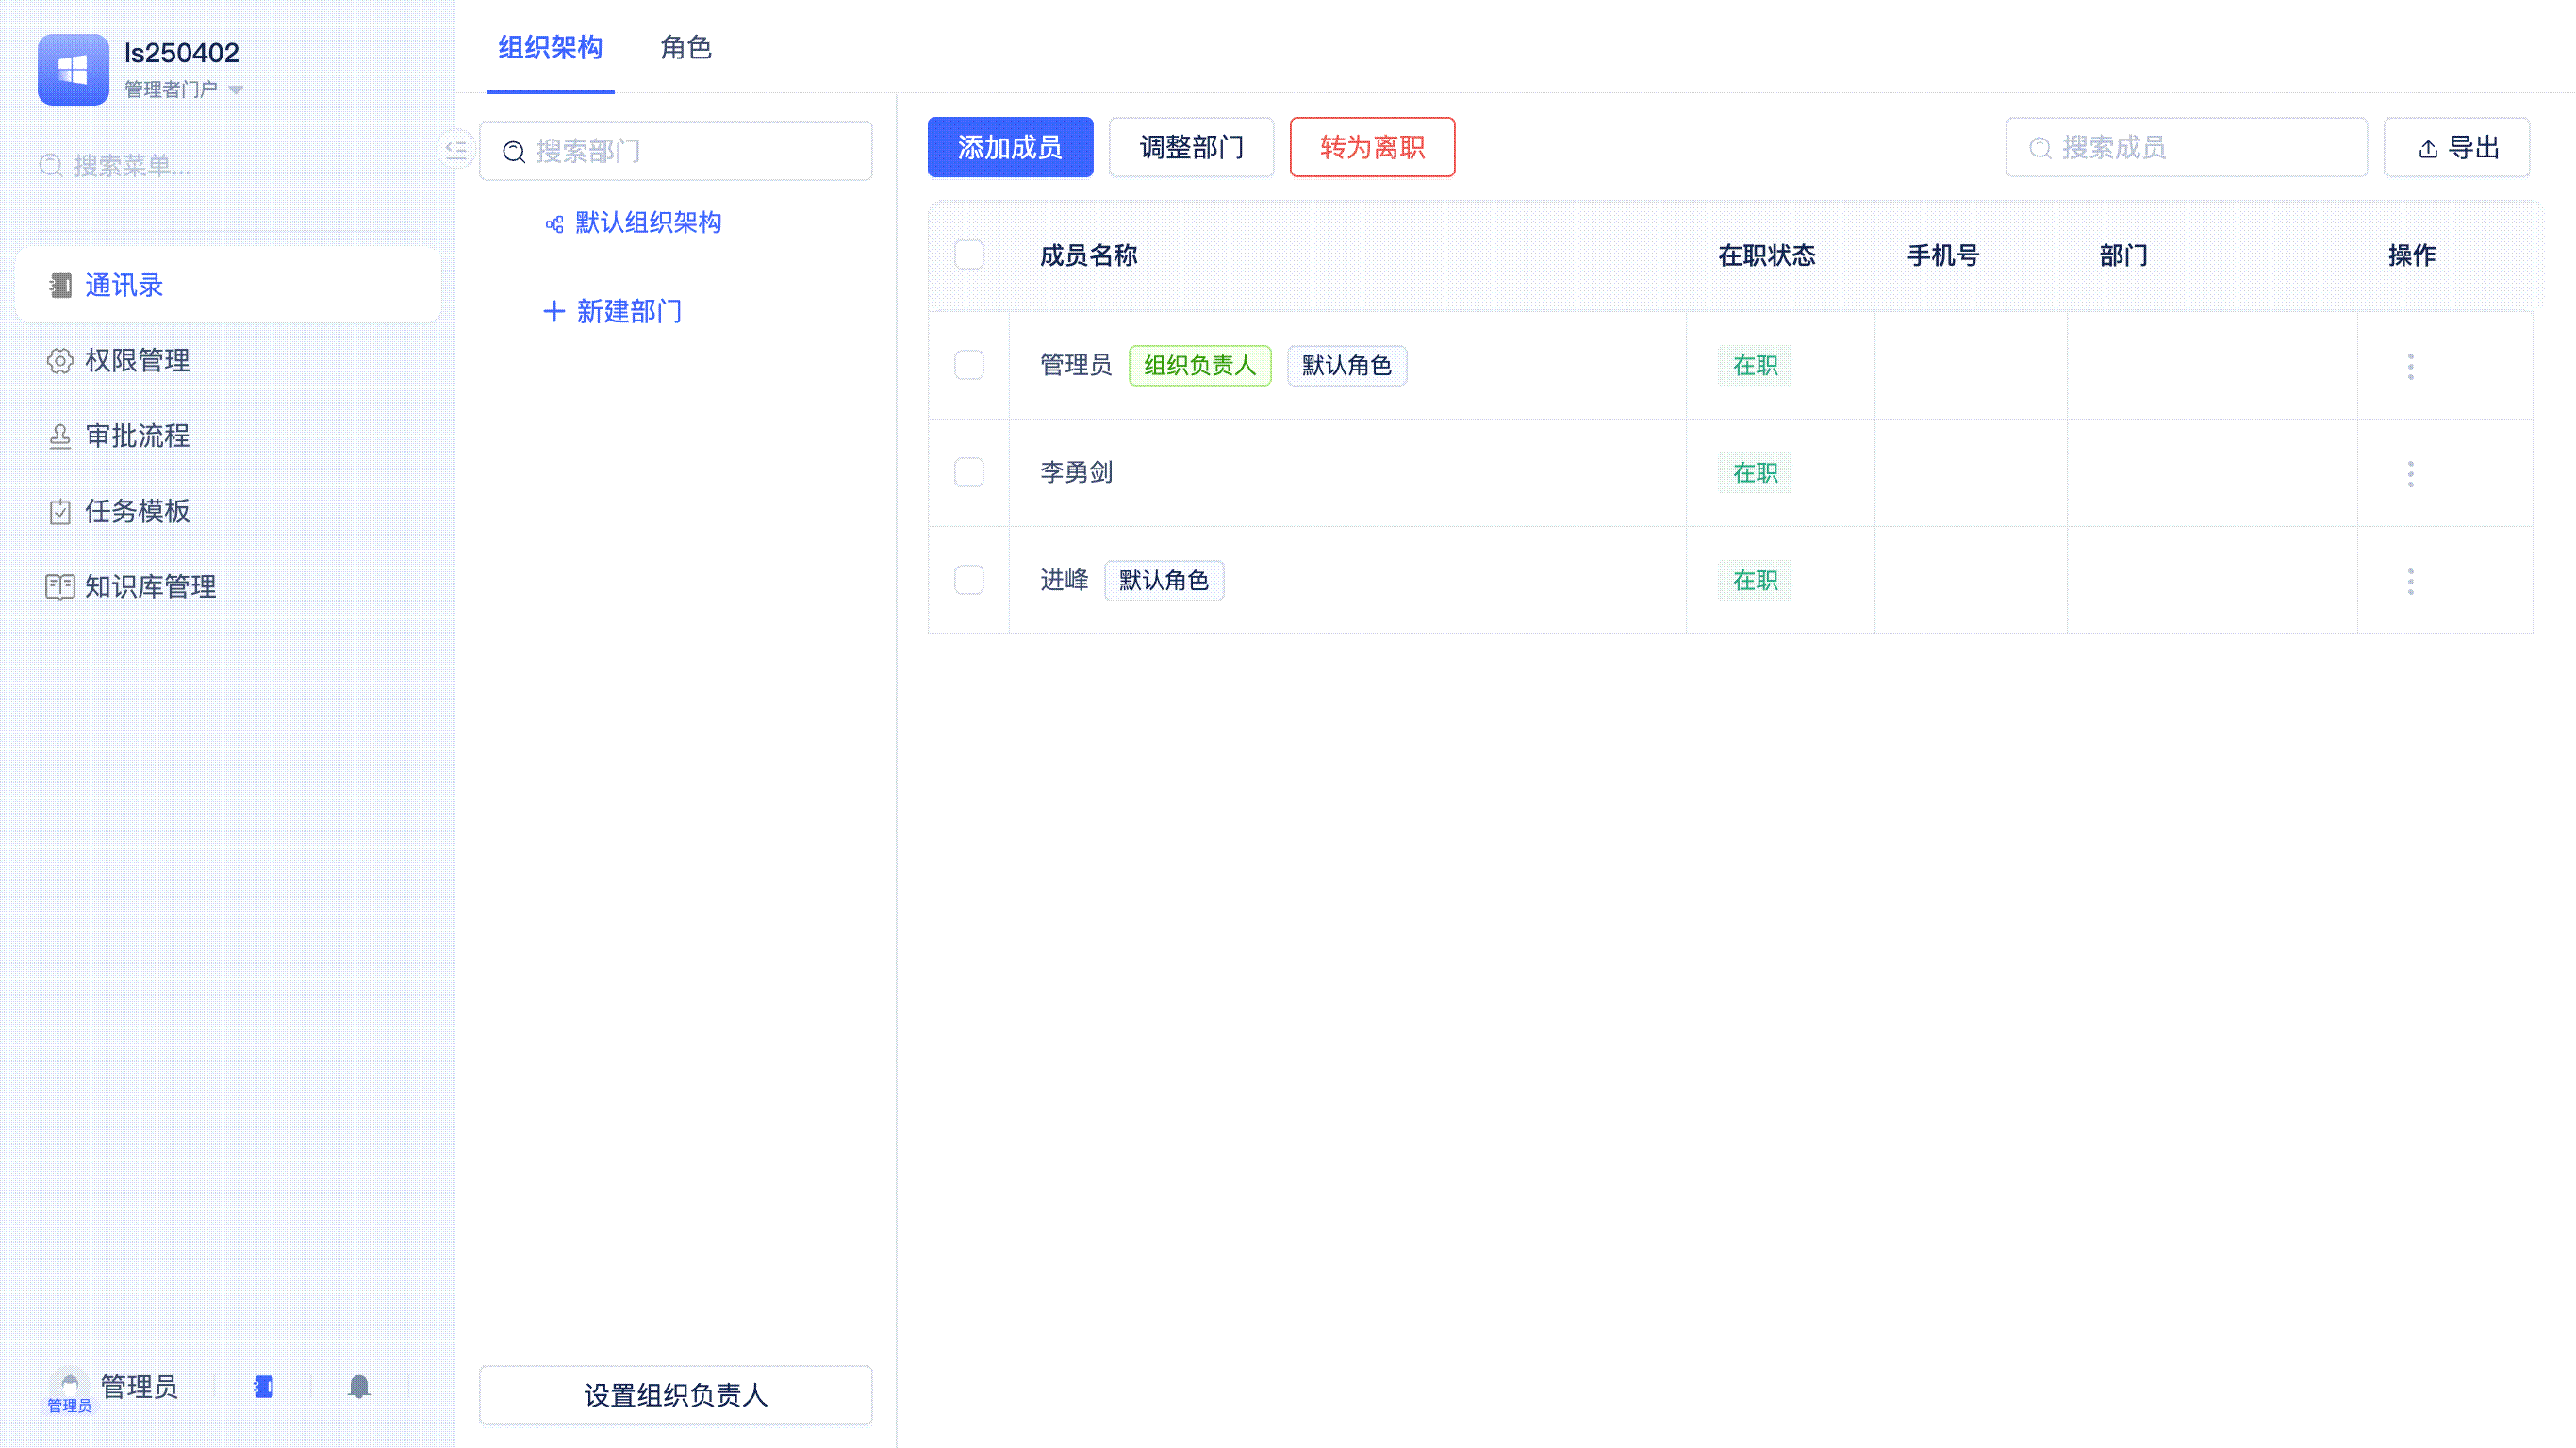 ls250402
管理者门户
搜索菜单...
通讯录
权限管理
审批流程
任务模板
知识库管理
管理员
管理员
组织架构 角色
搜索部门
默认组织架构
新建部门
设置组织负责人
添加成员 调整部门 转为离职 搜索成员 导出
成员名称 在职状态 手机号 部门 操作
管理员 组织负责人 默认角色 在职
李勇剑 在职
进峰 默认角色 在职